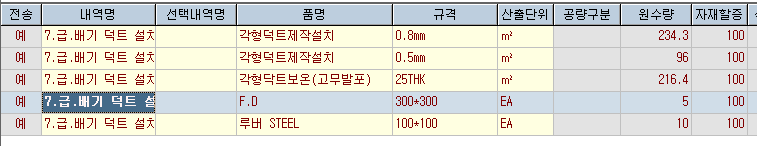 전송 내역명 선택내역명 품명 규격 산출단위 공량구분 원수량 자재할증
예 7.급.배기 덕트 설치 각형덕트제작설치 0.8mm ㎡ 234.3 100
예 7.급.배기 덕트 설치 각형덕트제작설치 0.5mm ㎡ 96 100
예 7.급.배기 덕트 설치 각형닥트보온(고무발포) 25THK ㎡ 216.4 100
예 7.급.배기 덕트 설 F.D 300*300 EA 5 100
예 7.급.배기 덕트 설치 루버 STEEL 100*100 EA 10 100